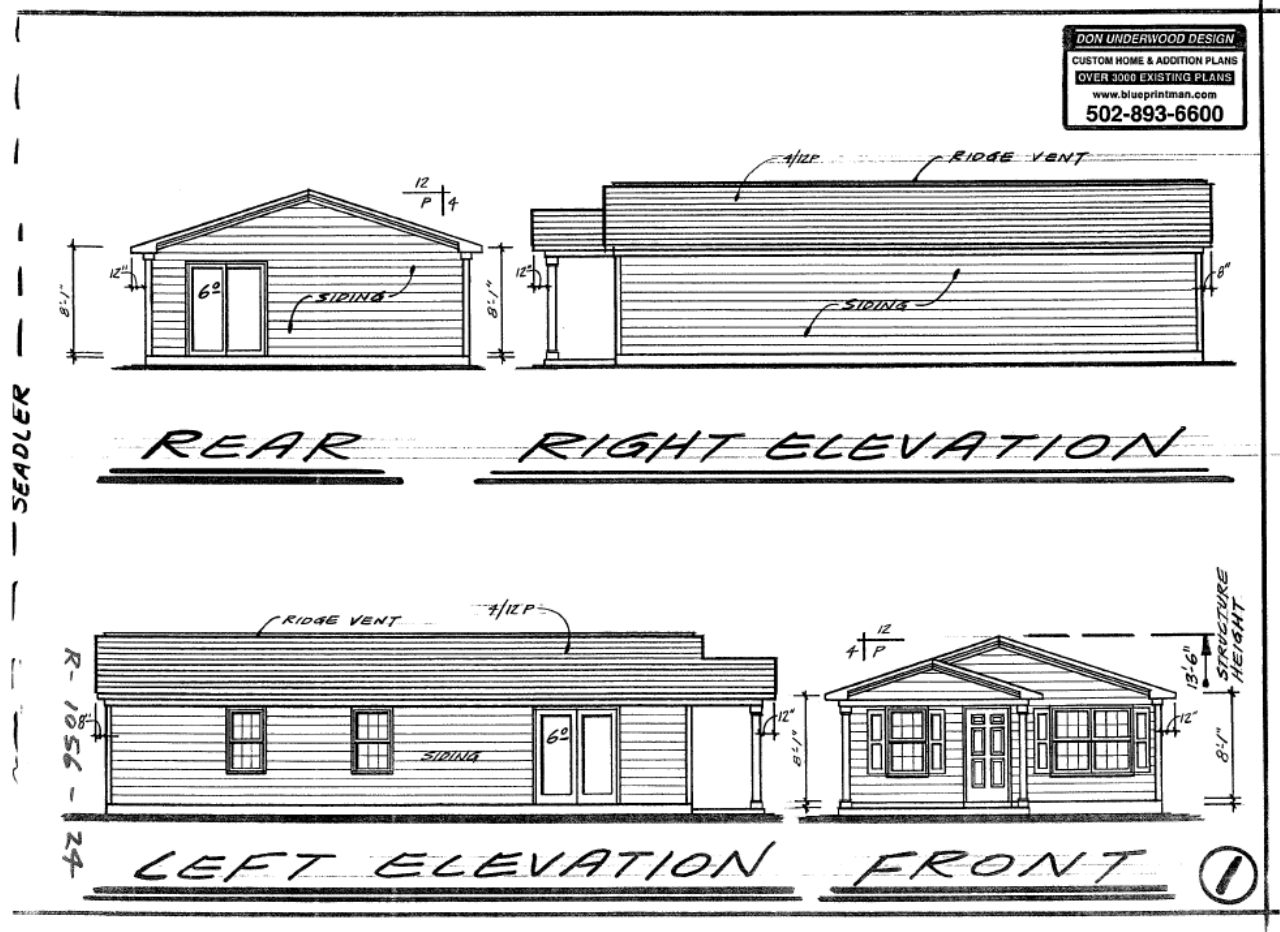 DON UNDERWOOD DESIGN
CUSTOM HOME & ADDITION PLANS
OVER 3000 EXISTING PLANS
www.blueprintman.com
502-893-6600
12
P 4
12"
8'-1"
6º
SIDING
8'-1"
REAR
4/12P
RIDGE VENT
12"
SIDING
8"
RIGHT ELEVATION
SEADLER
R-1056-24
RIDGE VENT
4/12P
8"
SIDING
6º
12"
LEFT ELEVATION
12
4 P
8'-1"
13'-6"
STRUCTURE
HEIGHT
12"
8'-1"
FRONT
1